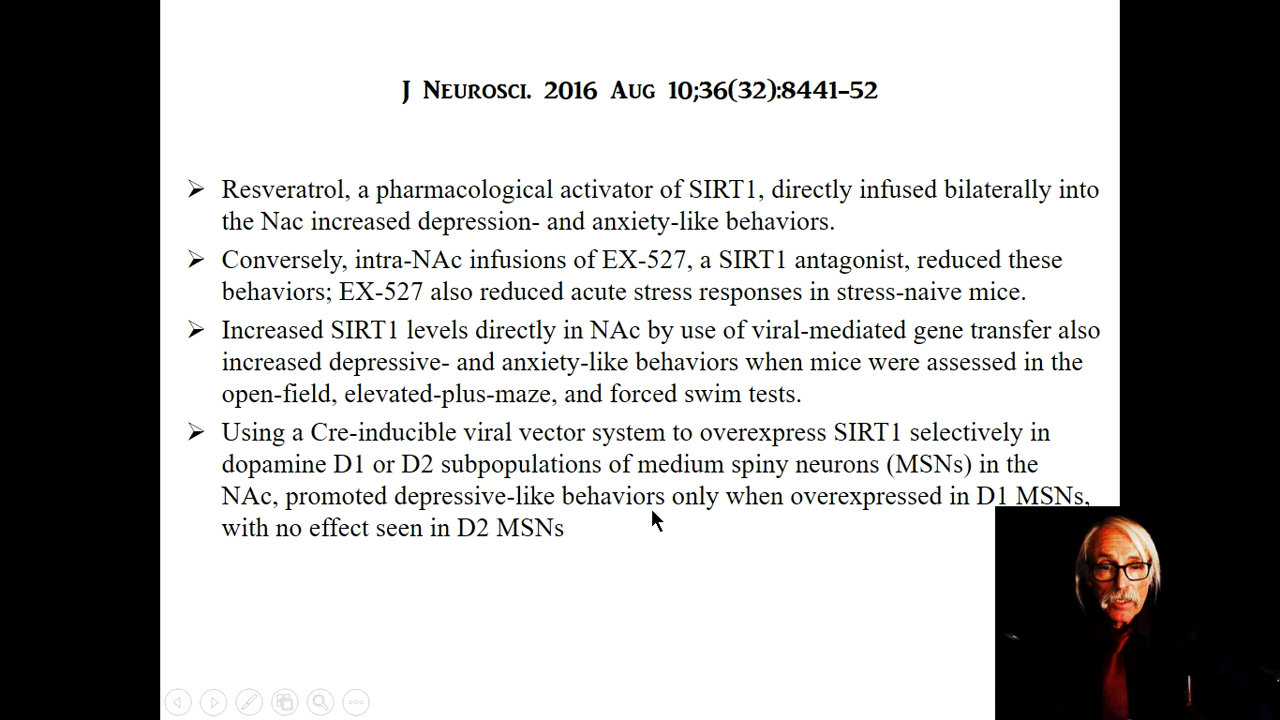 J Neurosci. 2016 Aug 10;36(32):8441-52
➢ Resveratrol, a pharmacological activator of SIRT1, directly infused bilaterally into
the Nac increased depression- and anxiety-like behaviors.
➢ Conversely, intra-NAc infusions of EX-527, a SIRT1 antagonist, reduced these
behaviors; EX-527 also reduced acute stress responses in stress-naive mice.
➢ Increased SIRT1 levels directly in NAc by use of viral-mediated gene transfer also
increased depressive- and anxiety-like behaviors when mice were assessed in the
open-field, elevated-plus-maze, and forced swim tests.
➢ Using a Cre-inducible viral vector system to overexpress SIRT1 selectively in
dopamine D1 or D2 subpopulations of medium spiny neurons (MSNs) in the
NAc, promoted depressive-like behaviors only when overexpressed in D1 MSNs,
with no effect seen in D2 MSNs